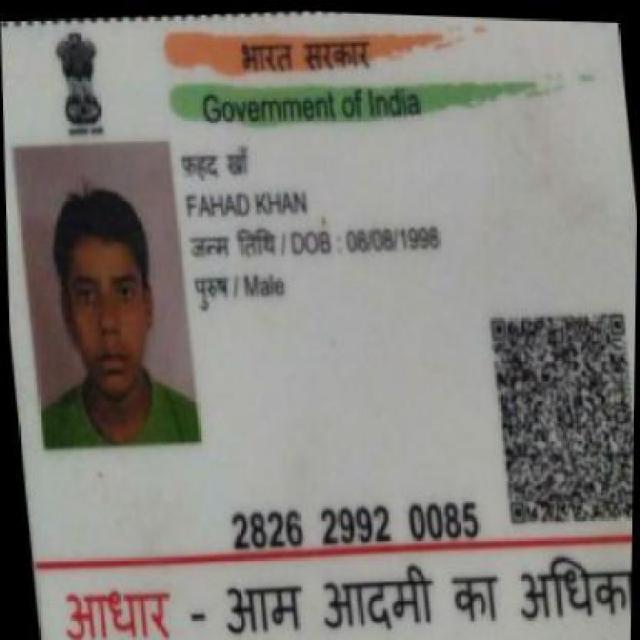 भारत सरकार
Government of India
फहद खाँ
FAHAD KHAN
जन्म तिथि / DOB : 08/08/1998
पुरुष / Male
2826 2992 0085
आधार - आम आदमी का अधिका